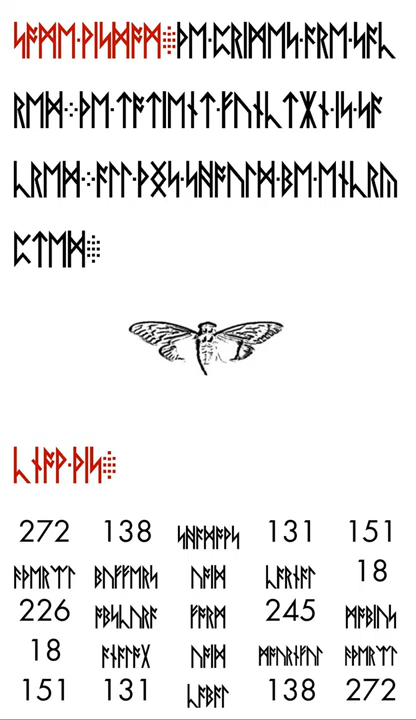 ᛋᚩᛗᛖ·ᚹᛁᛋᛞᚩᛗ⁘ᚦᛖ·ᛈᚱᛁᛗᛖᛋ·ᚪᚱᛖ·ᛋᚪᚳ
ᚱᛖᛞ⁘ᚦᛖ·ᛏᚩᛏᛁᛖᚾᛏ·ᚠᚢᚾᚳᛏᛡᚾ·ᛁᛋ·ᛋᚪ
ᚳᚱᛖᛞ⁘ᚪᛚᛚ·ᚦᛝᛋ·ᛋᚻᚩᚢᛚᛞ·ᛒᛖ·ᛖᚾᚳᚱᚣ
ᛈᛏᛖᛞ⁘
ᚳᚾᚩᚹ·ᚦᛁᛋ⁘
272 138 ᛋᚻᚪᛞᚩᚹᛋ 131 151
ᚫᚦᛖᚱᛠᛚ ᛒᚢᚠᚠᛖᚱᛋ ᚢᚩᛁᛞ ᚳᚪᚱᚾᚪᛚ 18
226 ᚩᛒᛋᚳᚢᚱᚪ ᚠᚩᚱᛗ 245 ᛗᚩᛒᛁᚢᛋ
18 ᚪᚾᚪᛚᚩᚷ ᚢᚩᛁᛞ ᛗᚩᚢᚱᚾᚠᚢᛚ ᚫᚦᛖᚱᛠᛚ
151 131 ᚳᚪᛒᚪᛚ 138 272